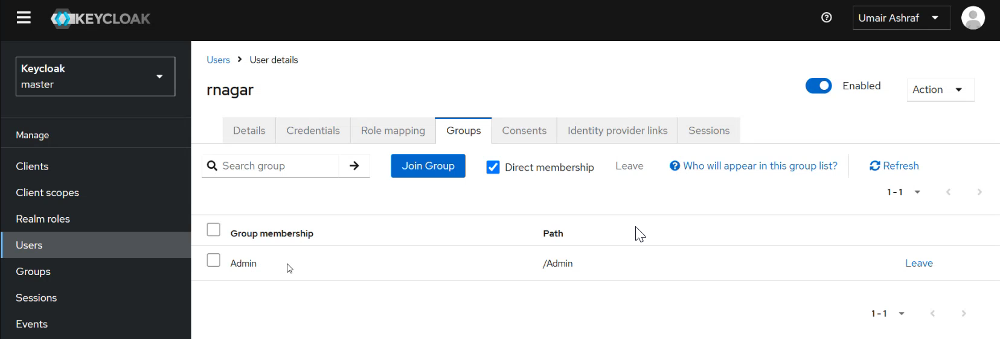 KEYCLOAK
Umair Ashraf
Keycloak
master
Manage
Clients
Client scopes
Realm roles
Users
Groups
Sessions
Events
Users > User details
rnagar
Enabled
Action
Details Credentials Role mapping Groups Consents Identity provider links Sessions
Search group Join Group Direct membership Leave Who will appear in this group list? Refresh
1 - 1
Group membership Path
Admin /Admin Leave
1 - 1